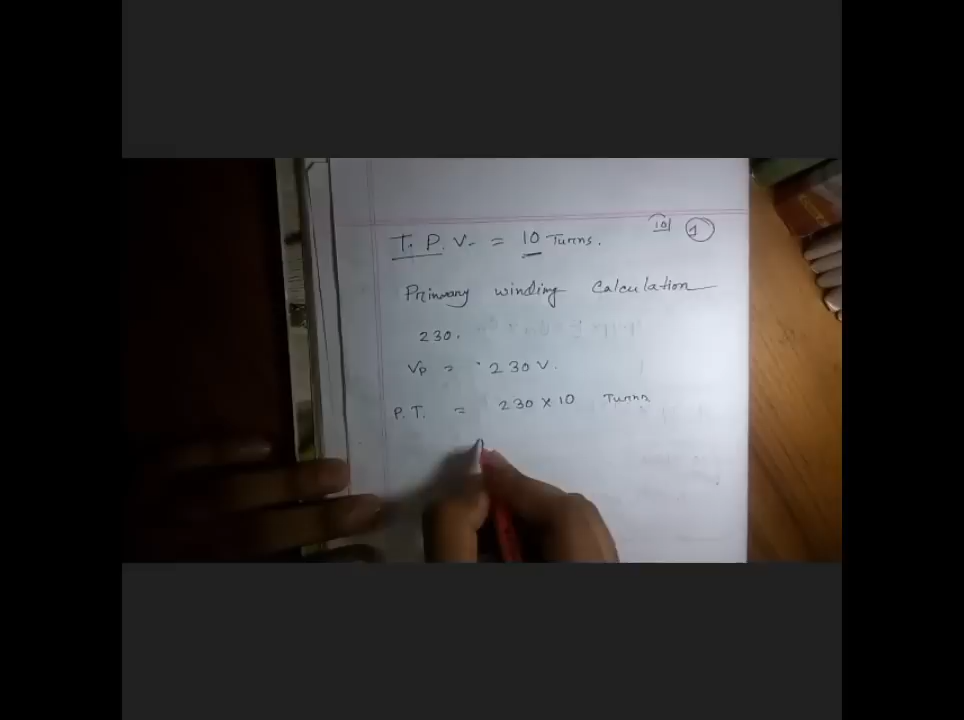 10 1
T. P. V. = 10 Turns.
Primary winding Calculation
230.
Vp = 230 V.
P.T. = 230 x 10 Turns